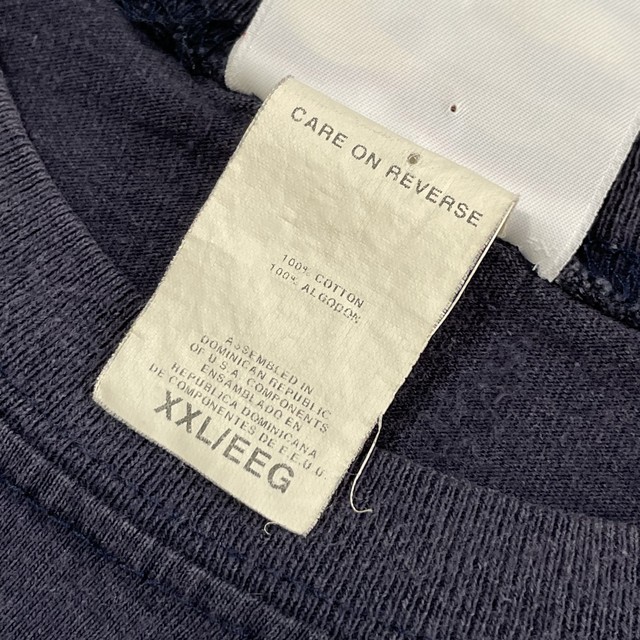 CARE ON REVERSE
100% COTTON
100% ALGODON
ASSEMBLED IN
DOMINICAN REPUBLIC
OF U.S.A. COMPONENTS
ENSAMBLADO EN
REPUBLICA DOMINICANA
DE COMPONENTES DE E.E.U.U.
XXL/EEG